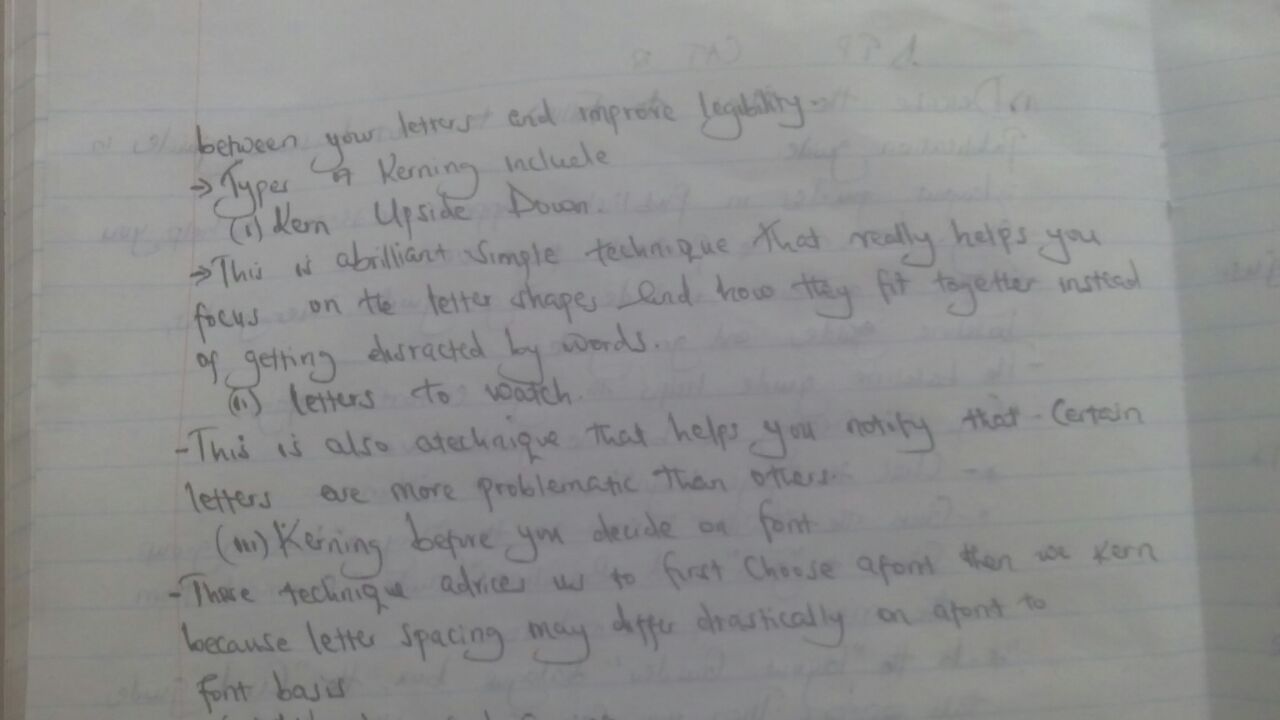 between your letters and improve legibility.
→ Types of Kerning include
(i) Kern Upside Down.
→ This is abrilliant simple technique that really helps you
focus on the letter shapes and how they fit together instead
of getting disracted by words.
(ii) letters to watch.
- This is also atechnique that helps you notify that - Certain
letters are more problematic than others.
(iii) Kerning before you decide on font
- These technique advices us to first Choose afont then we Kern
because letter spacing may differ drastically on afont to
font basis